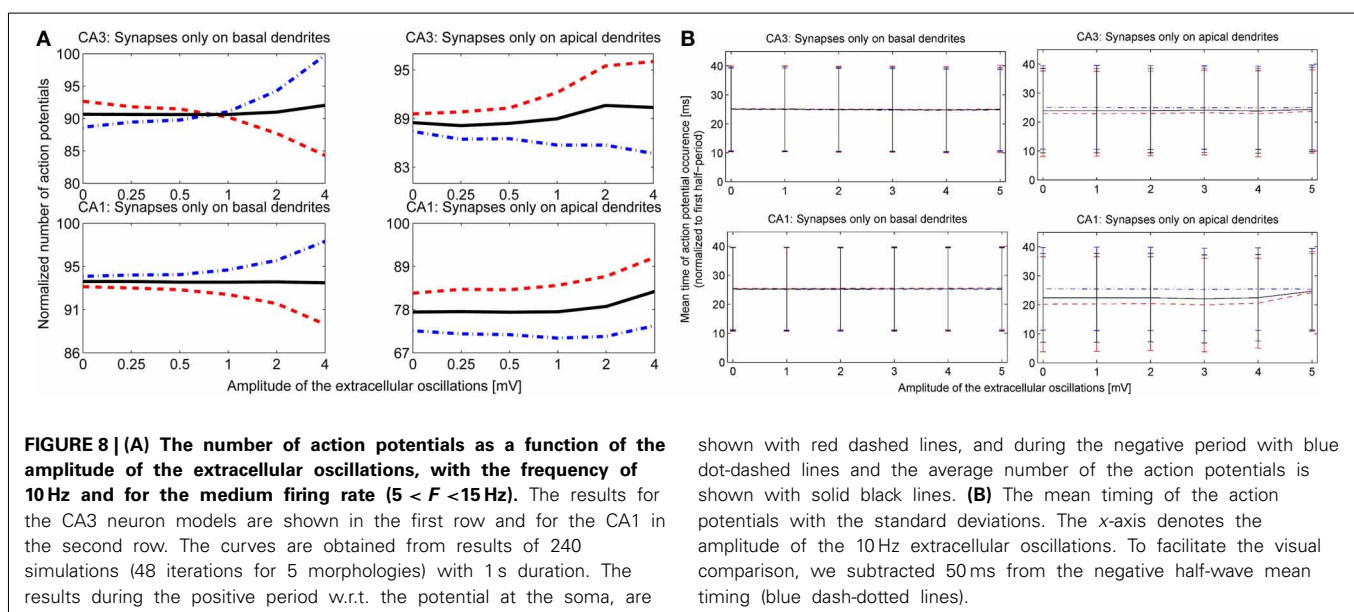 A
CA3: Synapses only on basal dendrites
100
95
90
85
80
0 0.25 0.5 1 2 4
CA3: Synapses only on apical dendrites
95
89
83
0 0.25 0.5 1 2 4
CA1: Synapses only on basal dendrites
100
95
91
86
0 0.25 0.5 1 2 4
CA1: Synapses only on apical dendrites
100
89
78
67
0 0.25 0.5 1 2 4
Normalized number of action potentials
Amplitude of the extracellular oscillations [mV]
B
CA3: Synapses only on basal dendrites
40
30
20
10
0
0 1 2 3 4 5
CA3: Synapses only on apical dendrites
40
30
20
10
0
0 1 2 3 4 5
CA1: Synapses only on basal dendrites
40
30
20
10
0
0 1 2 3 4 5
CA1: Synapses only on apical dendrites
40
30
20
10
0
0 1 2 3 4 5
Mean time of action potential occurence [ms]
(normalized to first half-period)
Amplitude of the extracellular oscillations [mV]
FIGURE 8 | (A) The number of action potentials as a function of the
amplitude of the extracellular oscillations, with the frequency of
10 Hz and for the medium firing rate (5 < F <15 Hz). The results for
the CA3 neuron models are shown in the first row and for the CA1 in
the second row. The curves are obtained from results of 240
simulations (48 iterations for 5 morphologies) with 1 s duration. The
results during the positive period w.r.t. the potential at the soma, are
shown with red dashed lines, and during the negative period with blue
dot-dashed lines and the average number of the action potentials is
shown with solid black lines. (B) The mean timing of the action
potentials with the standard deviations. The x-axis denotes the
amplitude of the 10 Hz extracellular oscillations. To facilitate the visual
comparison, we subtracted 50 ms from the negative half-wave mean
timing (blue dash-dotted lines).